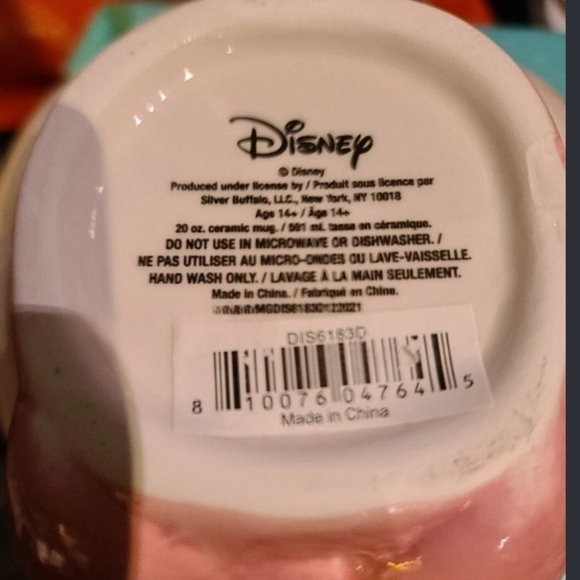 Disney
© Disney
Produced under license by / Produit sous licence par
Silver Buffalo, LLC., New York, NY 10018
Age 14+ / Âge 14+
20 oz. ceramic mug. / 591 mL tassa en céramique.
DO NOT USE IN MICROWAVE OR DISHWASHER. /
NE PAS UTILISER AU MICRO-ONDES OU LAVE-VAISSELLE.
HAND WASH ONLY. / LAVAGE À LA MAIN SEULEMENT.
Made in China. / Fabriqué en Chine.
DIS6183D
8 10076 04764 5
Made in China